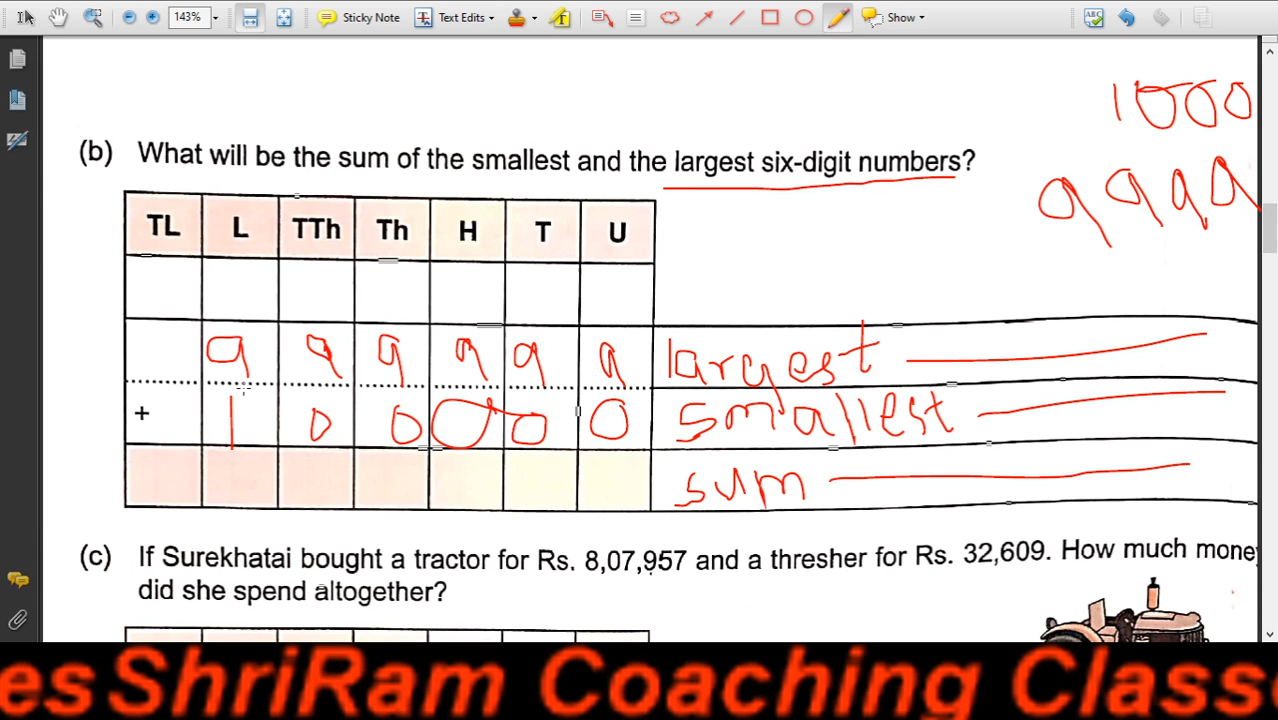 143% Sticky Note Text Edits Show
1000
(b) What will be the sum of the smallest and the largest six-digit numbers?
9999
TL L TTh Th H T U
9 9 9 9 9 9 largest
+ 1 0 0 0 0 0 smallest
sum
(c) If Surekhatai bought a tractor for Rs. 8,07,957 and a thresher for Rs. 32,609. How much money
did she spend altogether?
es ShriRam Coaching Classe